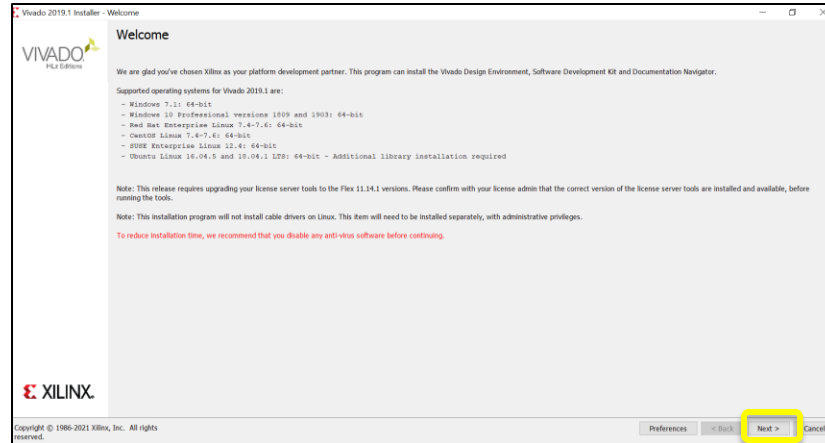 Vivado 2019.1 Installer - Welcome
Welcome
VIVADO
HLx Editions
We are glad you've chosen Xilinx as your platform development partner. This program can install the Vivado Design Environment, Software Development Kit and Documentation Navigator.
Supported operating systems for Vivado 2019.1 are:
- Windows 7.1: 64-bit
- Windows 10 Professional versions 1809 and 1903: 64-bit
- Red Hat Enterprise Linux 7.4-7.6: 64-bit
- CentOS Linux 7.4-7.6: 64-bit
- SUSE Enterprise Linux 12.4: 64-bit
- Ubuntu Linux 16.04.5 and 18.04.1 LTS: 64-bit - Additional library installation required
Note: This release requires upgrading your license server tools to the Flex 11.14.1 versions. Please confirm with your license admin that the correct version of the license server tools are installed and available, before
running the tools.
Note: This installation program will not install cable drivers on Linux. This item will need to be installed separately, with administrative privileges.
To reduce installation time, we recommend that you disable any anti-virus software before continuing.
XILINX.
Copyright © 1986-2021 Xilinx, Inc. All rights
reserved.
Preferences < Back Next > Cancel